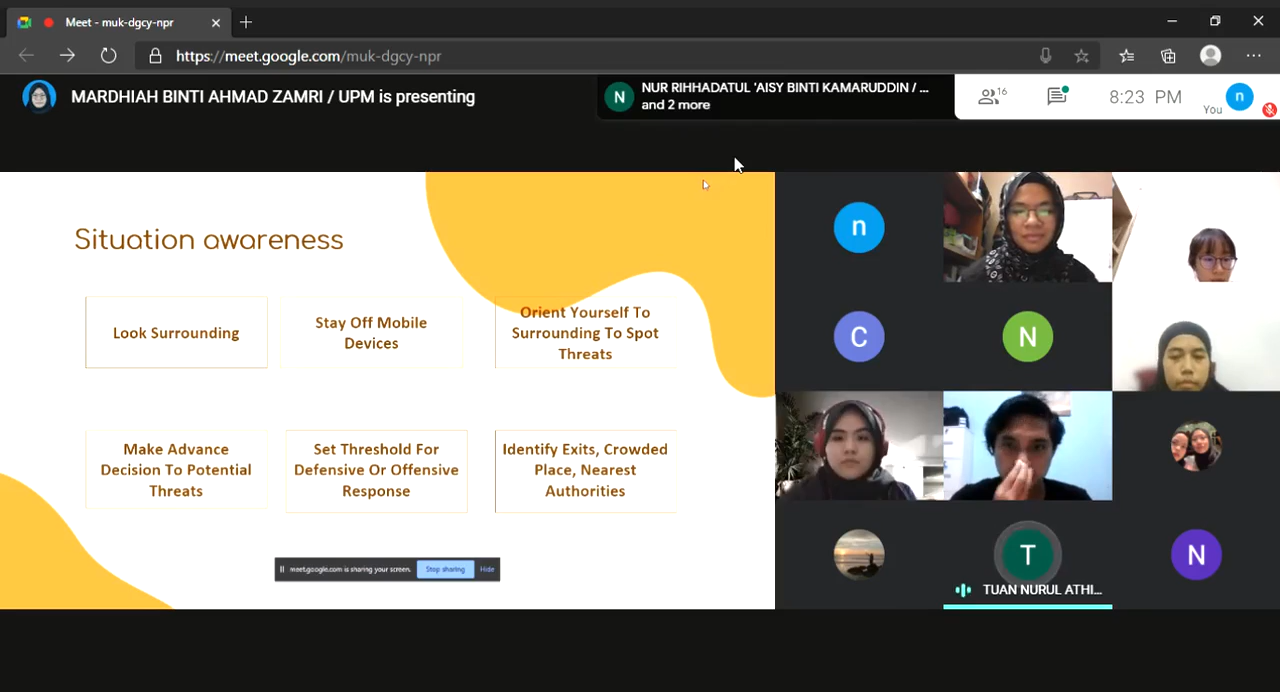 Meet - muk-dgcy-npr
https://meet.google.com/muk-dgcy-npr
MARDHIAH BINTI AHMAD ZAMRI / UPM is presenting
N
NUR RIHHADATUL 'AISY BINTI KAMARUDDIN / ...
and 2 more
16
8:23 PM
You
n
Situation awareness
Look Surrounding
Stay Off Mobile
Devices
Orient Yourself To
Surrounding To Spot
Threats
Make Advance
Decision To Potential
Threats
Set Threshold For
Defensive Or Offensive
Response
Identify Exits, Crowded
Place, Nearest
Authorities
meet.google.com is sharing your screen.
Stop sharing
Hide
n
C
N
T
N
TUAN NURUL ATHI...